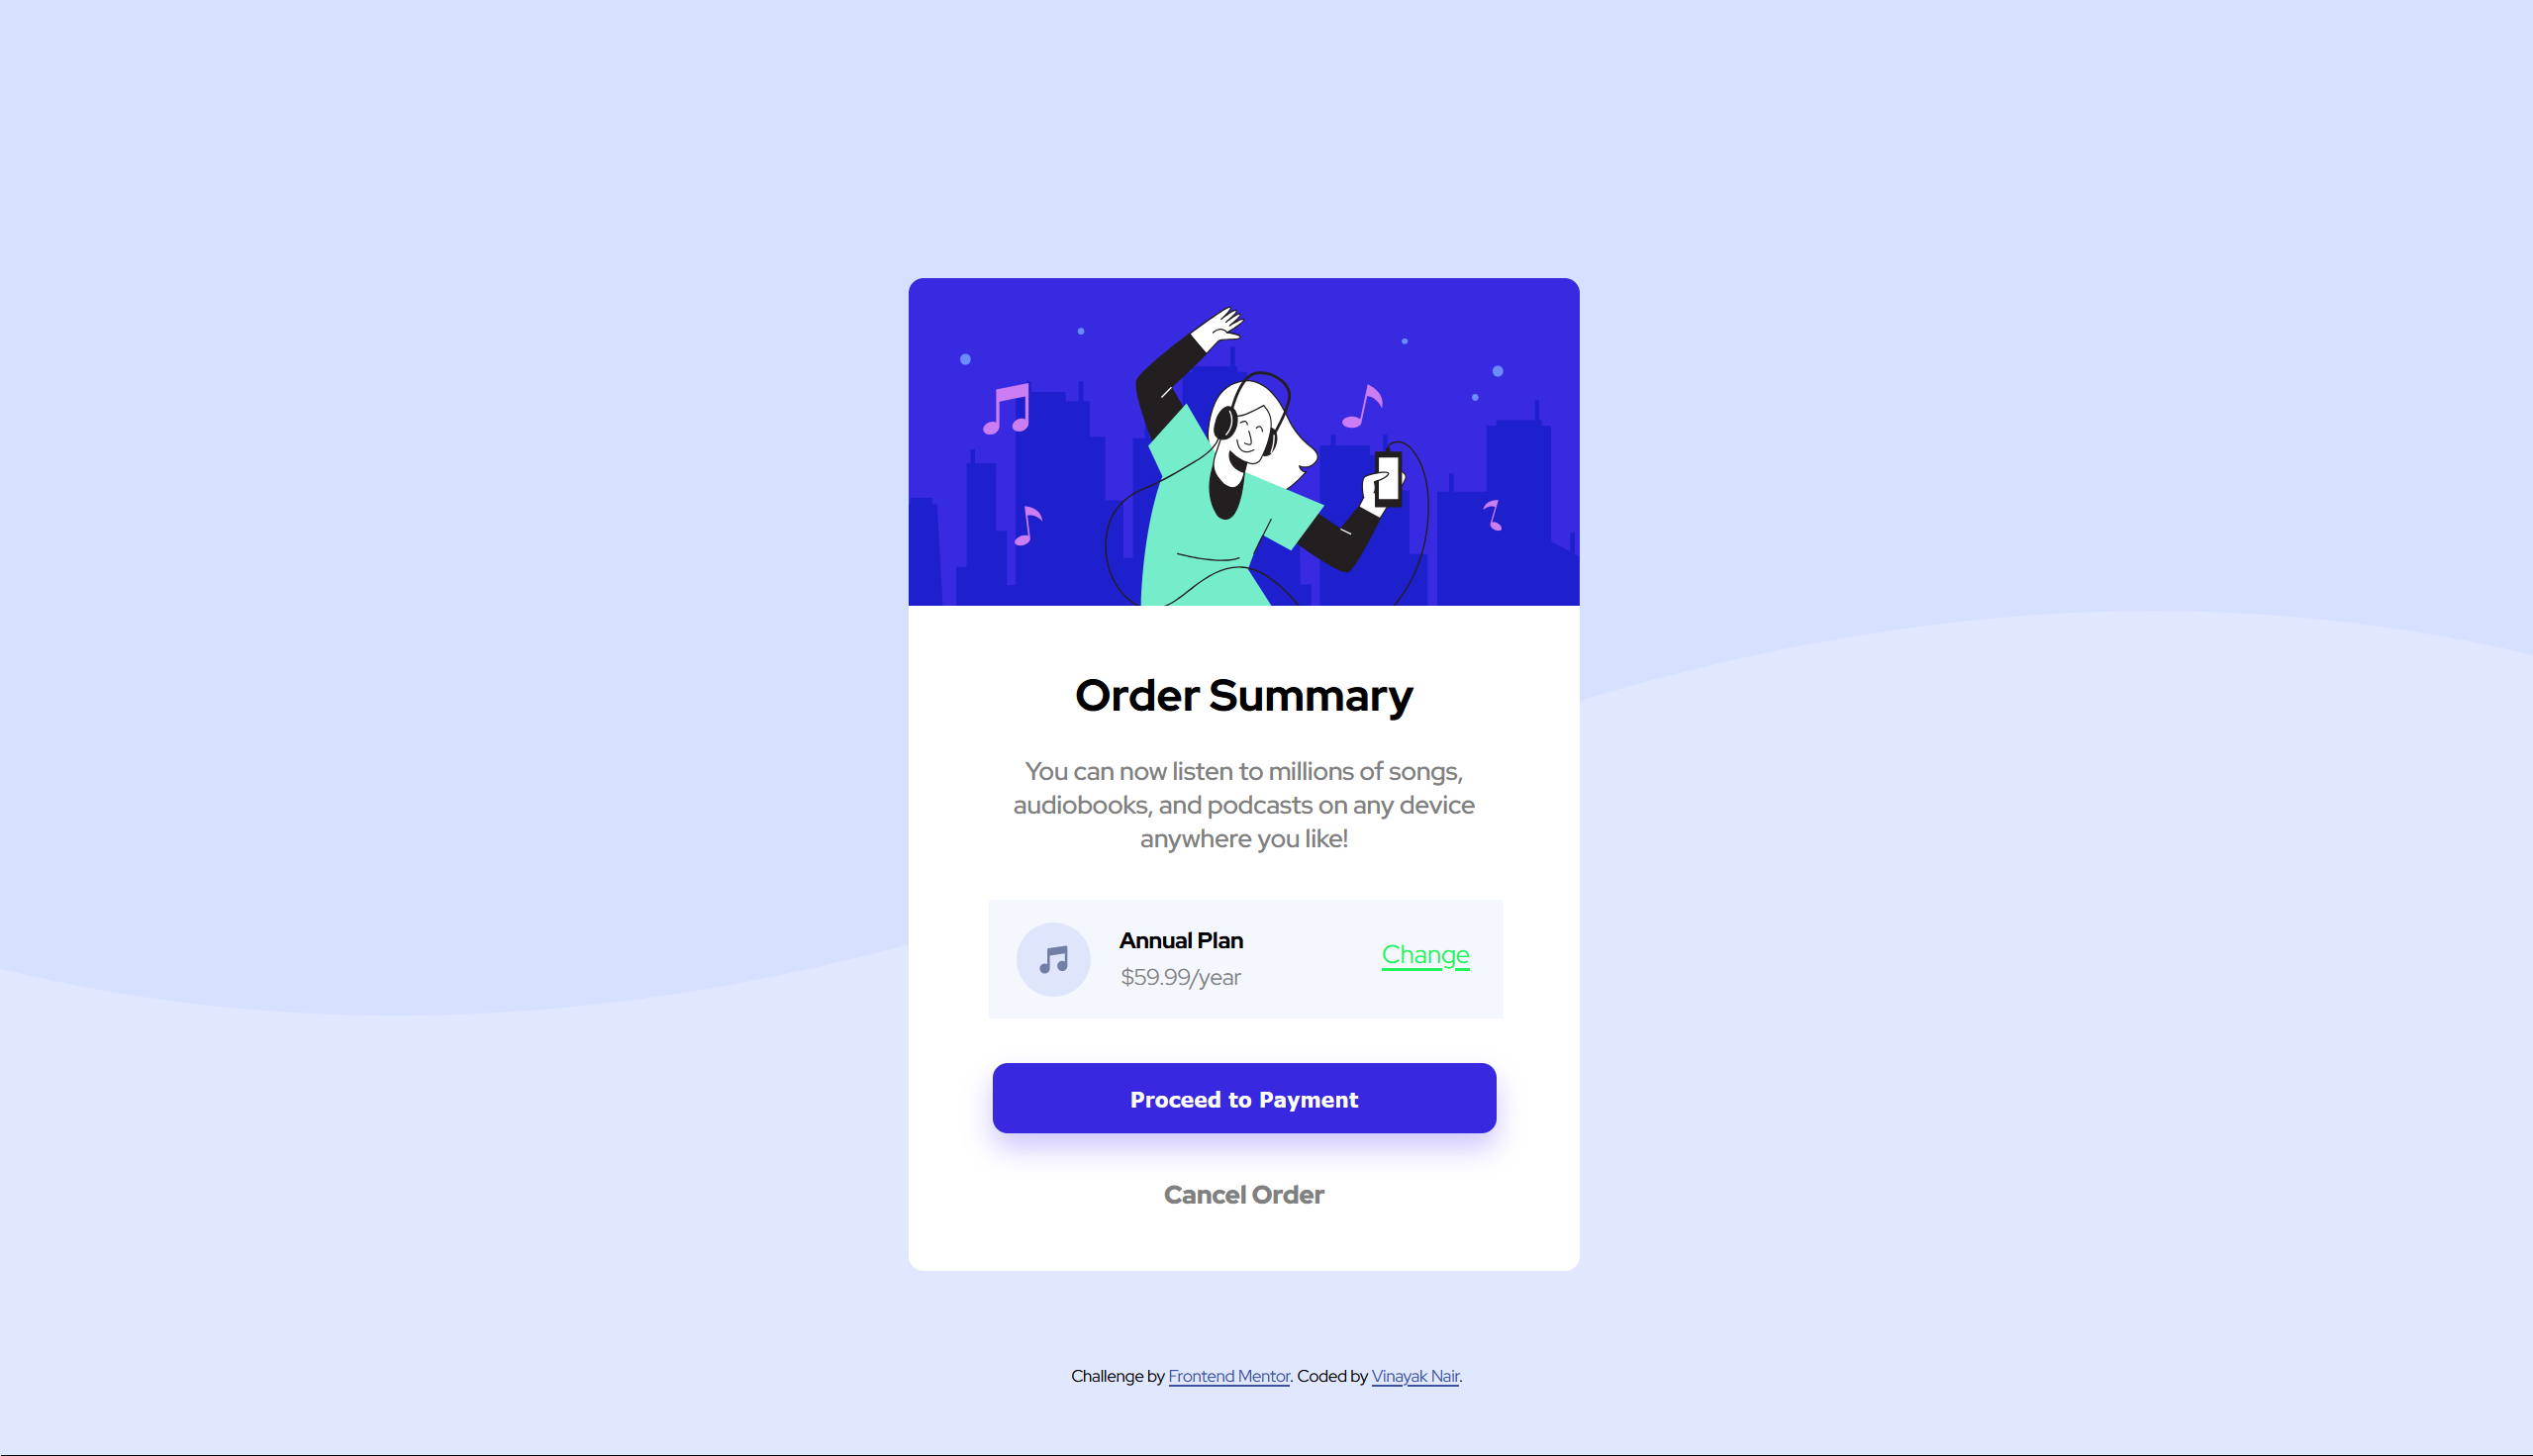 Order Summary
You can now listen to millions of songs,
audiobooks, and podcasts on any device
anywhere you like!
Annual Plan
$59.99/year
Change
Proceed to Payment
Cancel Order
Challenge by Frontend Mentor. Coded by Vinayak Nair.